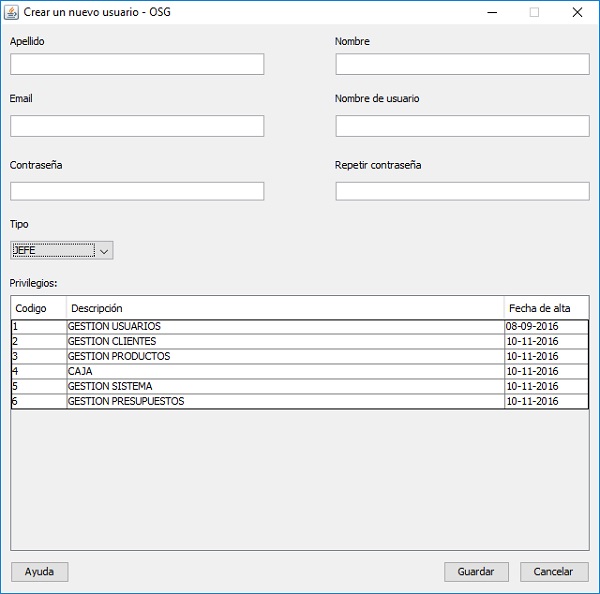 Crear un nuevo usuario - OSG
Apellido Nombre
Email Nombre de usuario
Contraseña Repetir contraseña
Tipo
JEFE
Privilegios:
Codigo Descripción Fecha de alta
1 GESTION USUARIOS 08-09-2016
2 GESTION CLIENTES 10-11-2016
3 GESTION PRODUCTOS 10-11-2016
4 CAJA 10-11-2016
5 GESTION SISTEMA 10-11-2016
6 GESTION PRESUPUESTOS 10-11-2016
Ayuda Guardar Cancelar